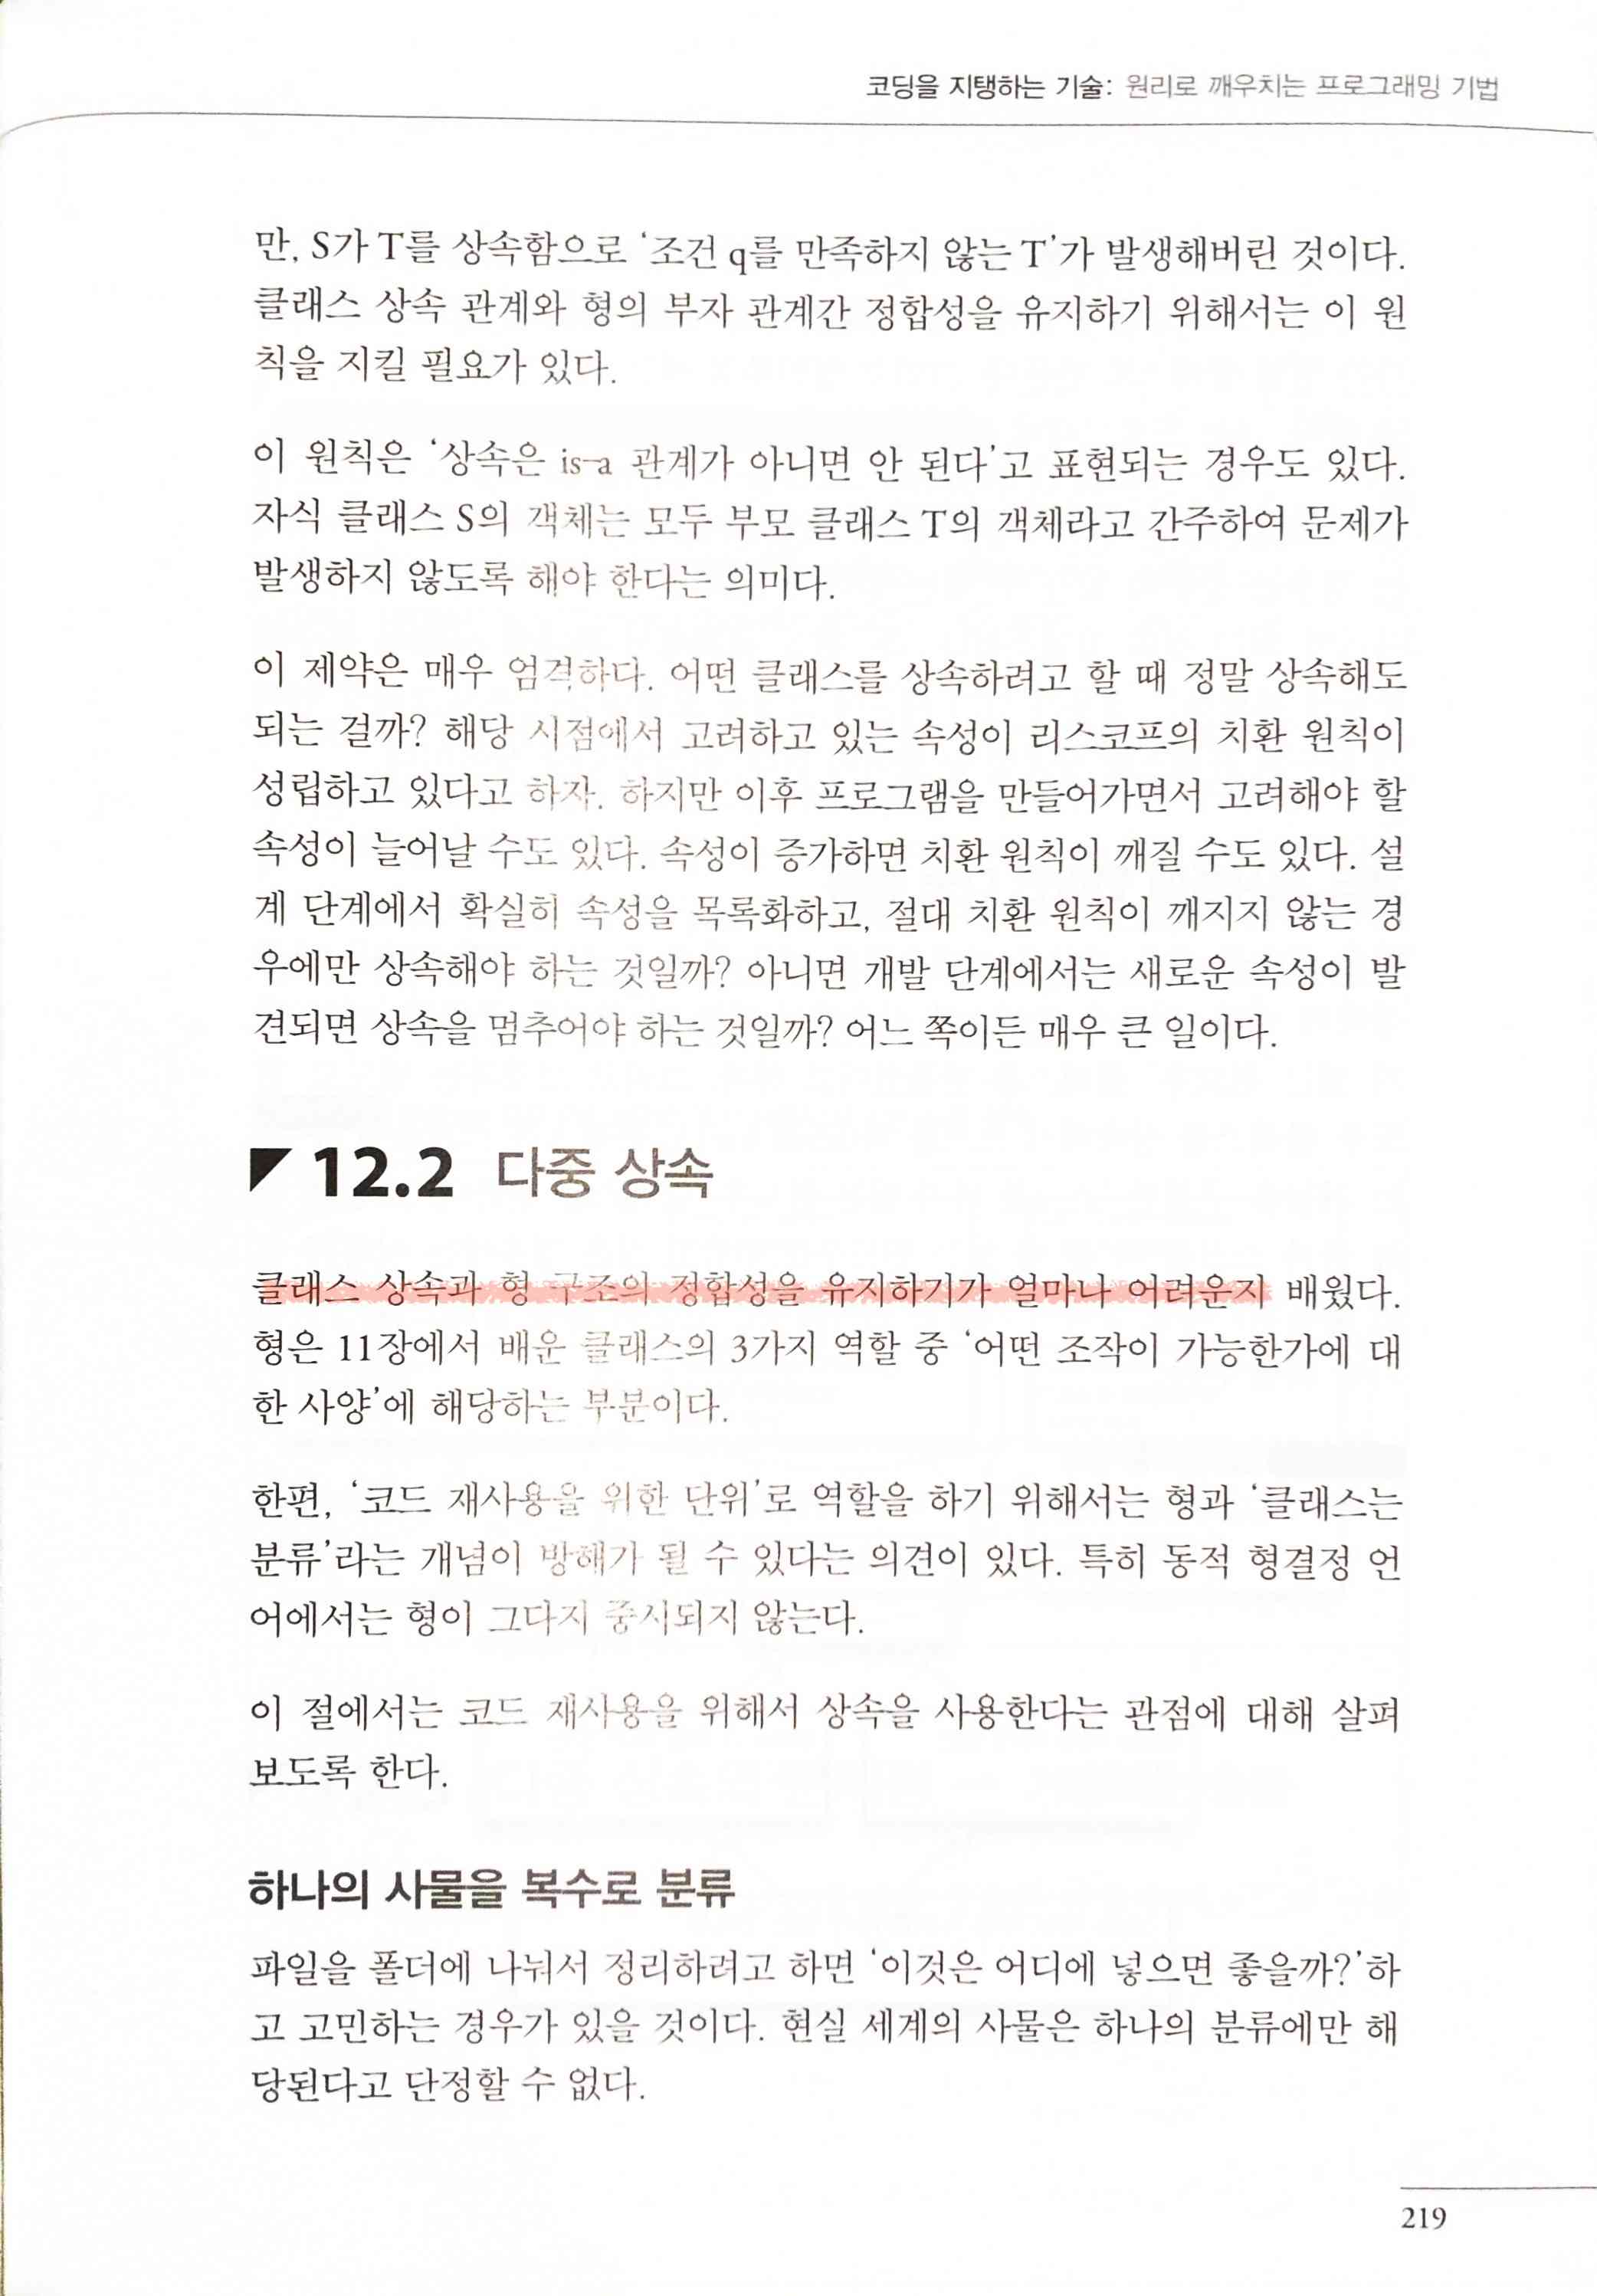 코딩을 지탱하는 기술: 원리로 깨우치는 프로그래밍 기법
만, S가 T를 상속함으로 ‘조건 q를 만족하지 않는 T’가 발생해버린 것이다.
클래스 상속 관계와 형의 부자 관계간 정합성을 유지하기 위해서는 이 원
칙을 지킬 필요가 있다.
이 원칙은 ‘상속은 is-a 관계가 아니면 안 된다’고 표현되는 경우도 있다.
자식 클래스 S의 객체는 모두 부모 클래스 T의 객체라고 간주하여 문제가
발생하지 않도록 해야 한다는 의미다.
이 제약은 매우 엄격하다. 어떤 클래스를 상속하려고 할 때 정말 상속해도
되는 걸까? 해당 시점에서 고려하고 있는 속성이 리스코프의 치환 원칙이
성립하고 있다고 하자. 하지만 이후 프로그램을 만들어가면서 고려해야 할
속성이 늘어날 수도 있다. 속성이 증가하면 치환 원칙이 깨질 수도 있다. 설
계 단계에서 확실히 속성을 목록화하고, 절대 치환 원칙이 깨지지 않는 경
우에만 상속해야 하는 것일까? 아니면 개발 단계에서는 새로운 속성이 발
견되면 상속을 멈추어야 하는 것일까? 어느 쪽이든 매우 큰 일이다.
12.2 다중 상속
클래스 상속과 형 구조의 정합성을 유지하기가 얼마나 어려운지 배웠다.
형은 11장에서 배운 클래스의 3가지 역할 중 ‘어떤 조작이 가능한가에 대
한 사양’에 해당하는 부분이다.
한편, ‘코드 재사용을 위한 단위’로 역할을 하기 위해서는 형과 ‘클래스는
분류’라는 개념이 방해가 될 수 있다는 의견이 있다. 특히 동적 형결정 언
어에서는 형이 그다지 중시되지 않는다.
이 절에서는 코드 재사용을 위해서 상속을 사용한다는 관점에 대해 살펴
보도록 한다.
하나의 사물을 복수로 분류
파일을 폴더에 나눠서 정리하려고 하면 ‘이것은 어디에 넣으면 좋을까?’하
고 고민하는 경우가 있을 것이다. 현실 세계의 사물은 하나의 분류에만 해
당된다고 단정할 수 없다.
219